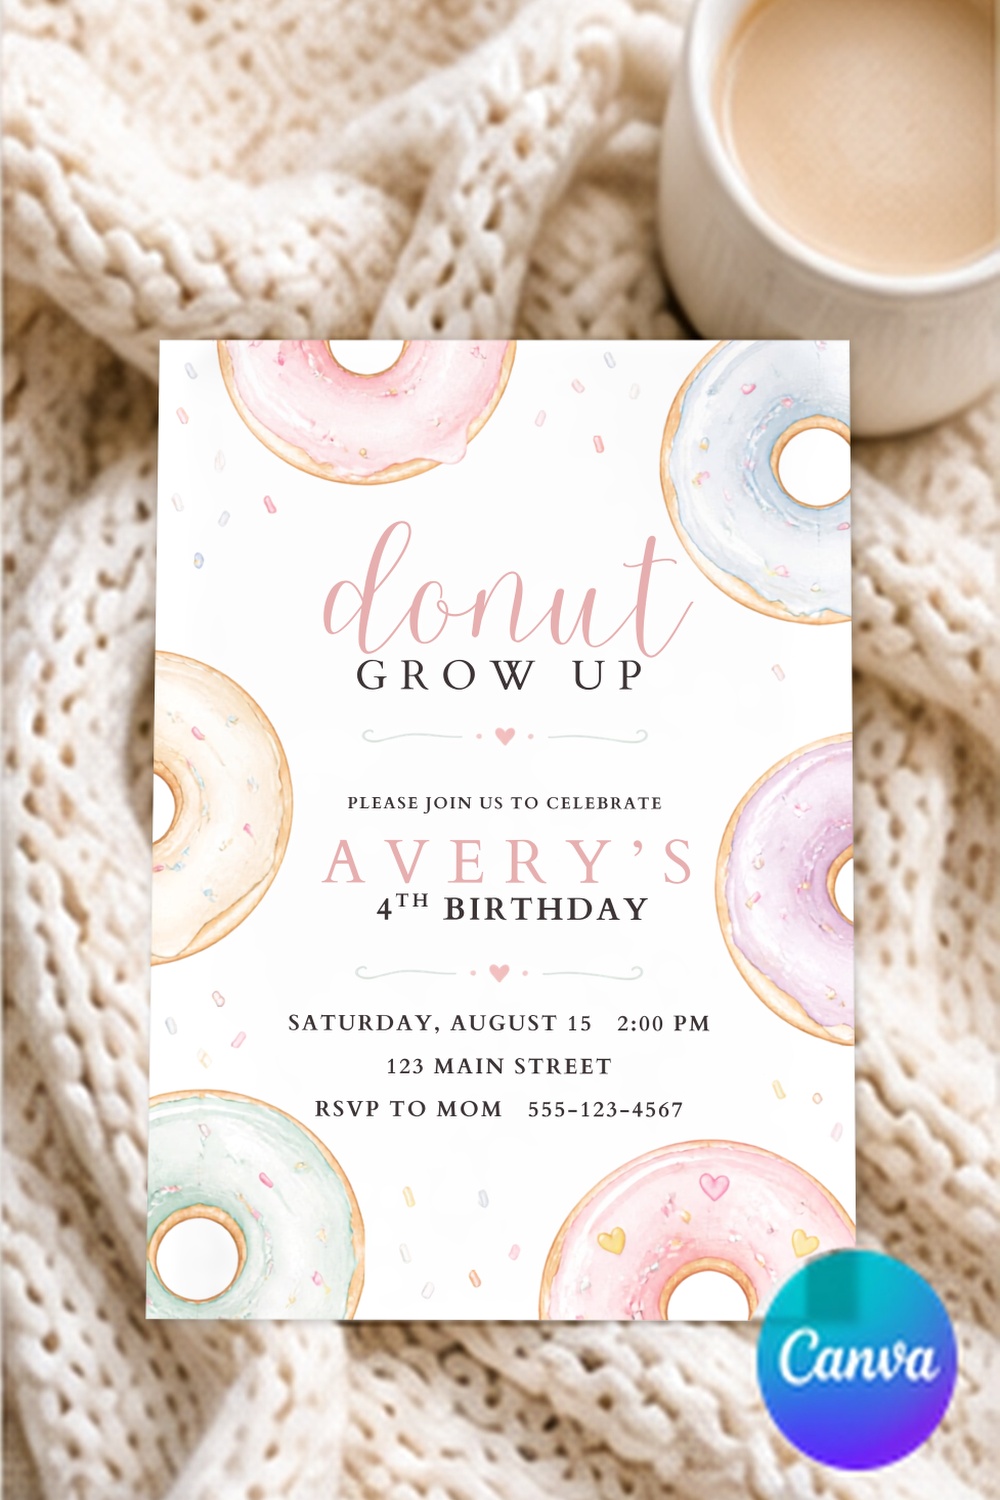 donut
GROW UP
PLEASE JOIN US TO CELEBRATE
AVERY'S
4TH BIRTHDAY
SATURDAY, AUGUST 15 2:00 PM
123 MAIN STREET
RSVP TO MOM 555-123-4567
Canva